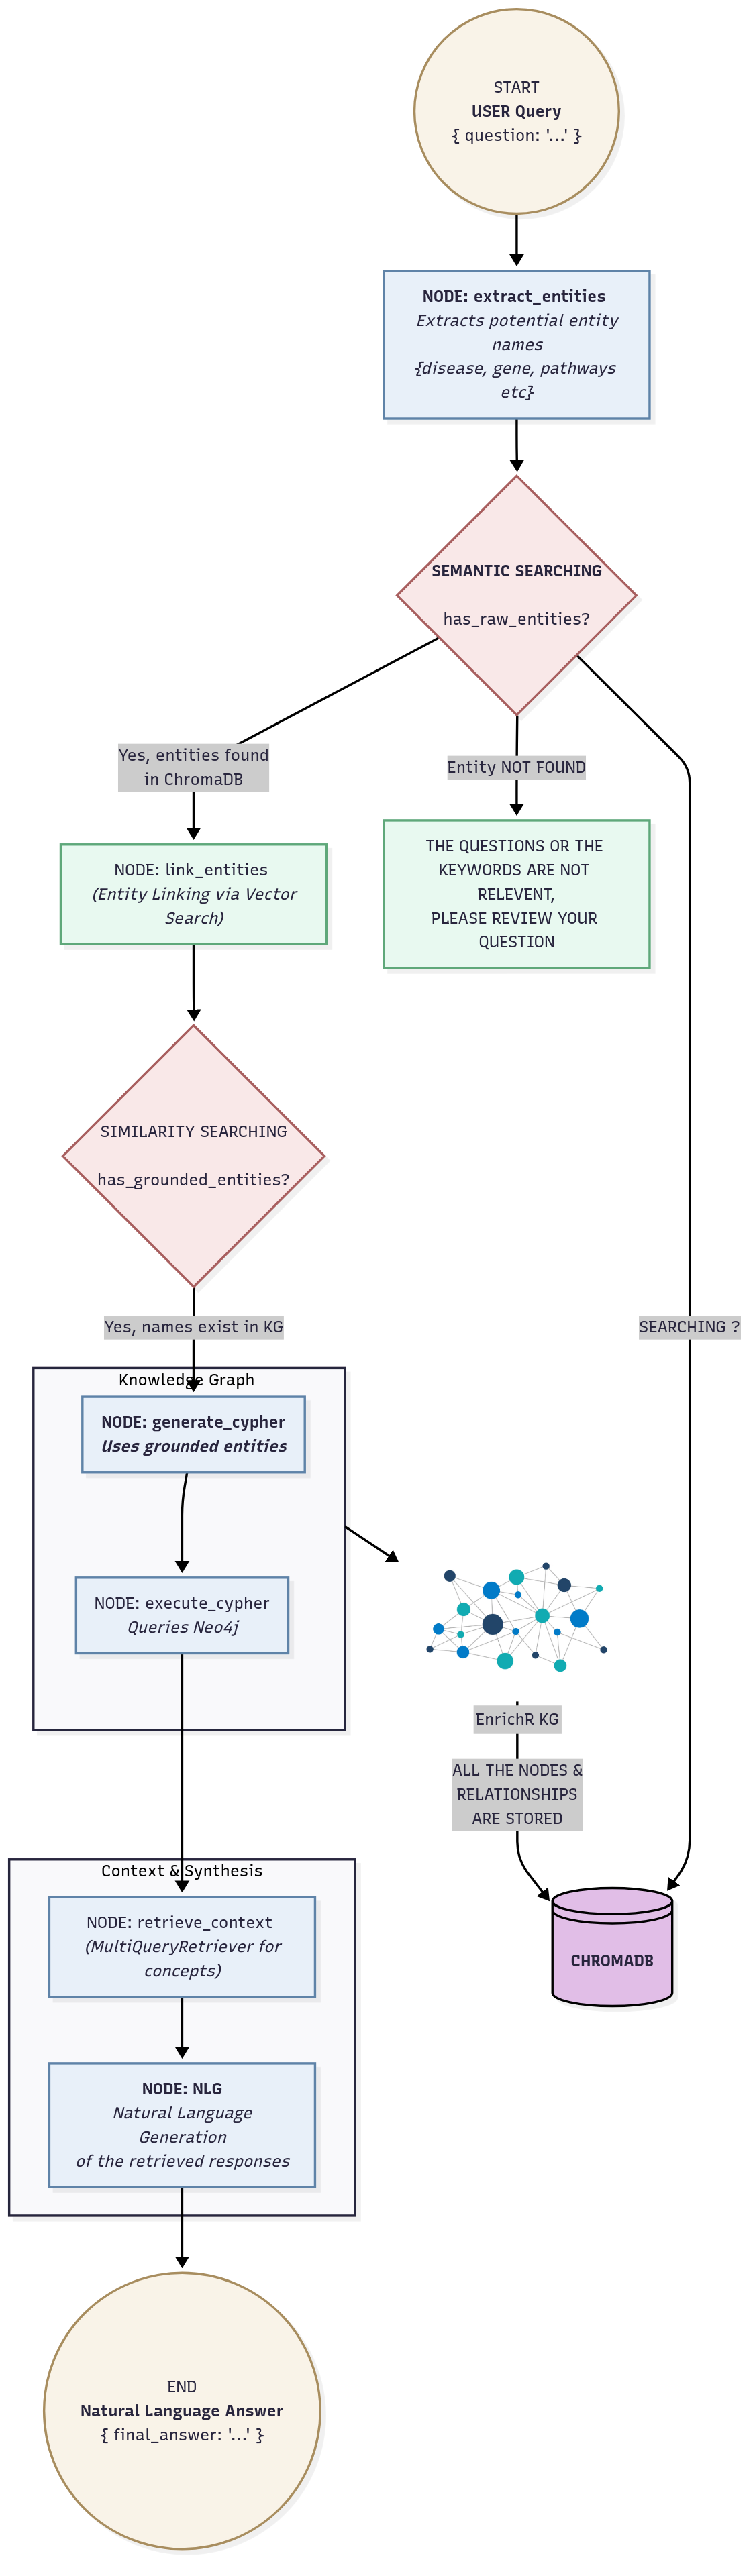 START
USER Query
{ question: '...' }
NODE: extract_entities
Extracts potential entity
names
{disease, gene, pathways
etc}
SEMANTIC SEARCHING
has_raw_entities?
Yes, entities found
in ChromaDB
Entity NOT FOUND
NODE: link_entities
(Entity Linking via Vector
Search)
THE QUESTIONS OR THE
KEYWORDS ARE NOT
RELEVENT,
PLEASE REVIEW YOUR
QUESTION
SIMILARITY SEARCHING
has_grounded_entities?
Yes, names exist in KG
SEARCHING ?
Knowledge Graph
NODE: generate_cypher
Uses grounded entities
NODE: execute_cypher
Queries Neo4j
EnrichR KG
ALL THE NODES &
RELATIONSHIPS
ARE STORED
CHROMADB
Context & Synthesis
NODE: retrieve_context
(MultiQueryRetriever for
concepts)
NODE: NLG
Natural Language
Generation
of the retrieved responses
END
Natural Language Answer
{ final_answer: '...' }